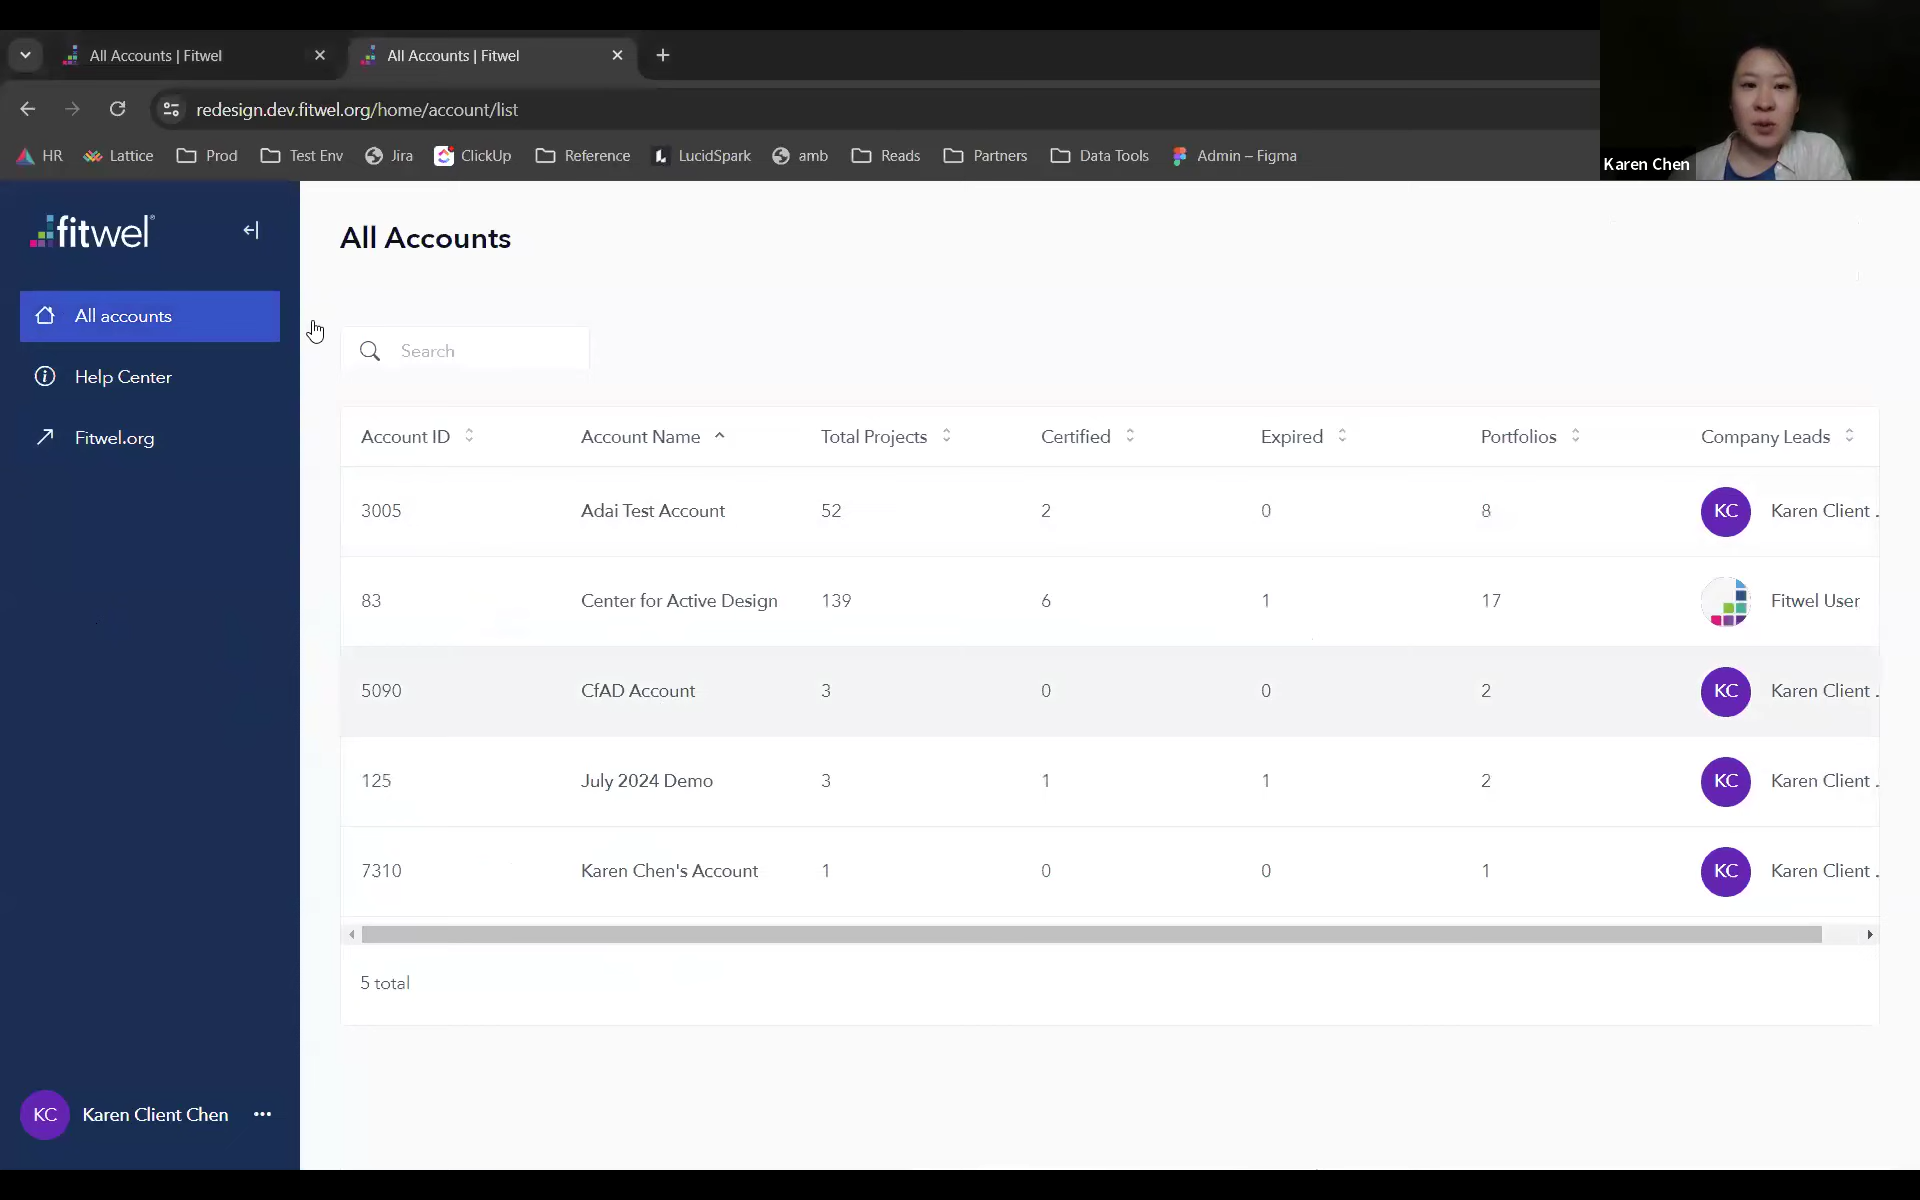 All Accounts | Fitwel
All Accounts | Fitwel
redesign.dev.fitwel.org/home/account/list
HR Lattice Prod Test Env Jira ClickUp Reference LucidSpark amb Reads Partners Data Tools Admin – Figma
Karen Chen
fitwel®
All accounts
Help Center
Fitwel.org
KC Karen Client Chen ...
All Accounts
Search
Account ID Account Name Total Projects Certified Expired Portfolios Company Leads
3005 Adai Test Account 52 2 0 8 KC Karen Client .
83 Center for Active Design 139 6 1 17 Fitwel User
5090 CfAD Account 3 0 0 2 KC Karen Client .
125 July 2024 Demo 3 1 1 2 KC Karen Client .
7310 Karen Chen's Account 1 0 0 1 KC Karen Client .
5 total